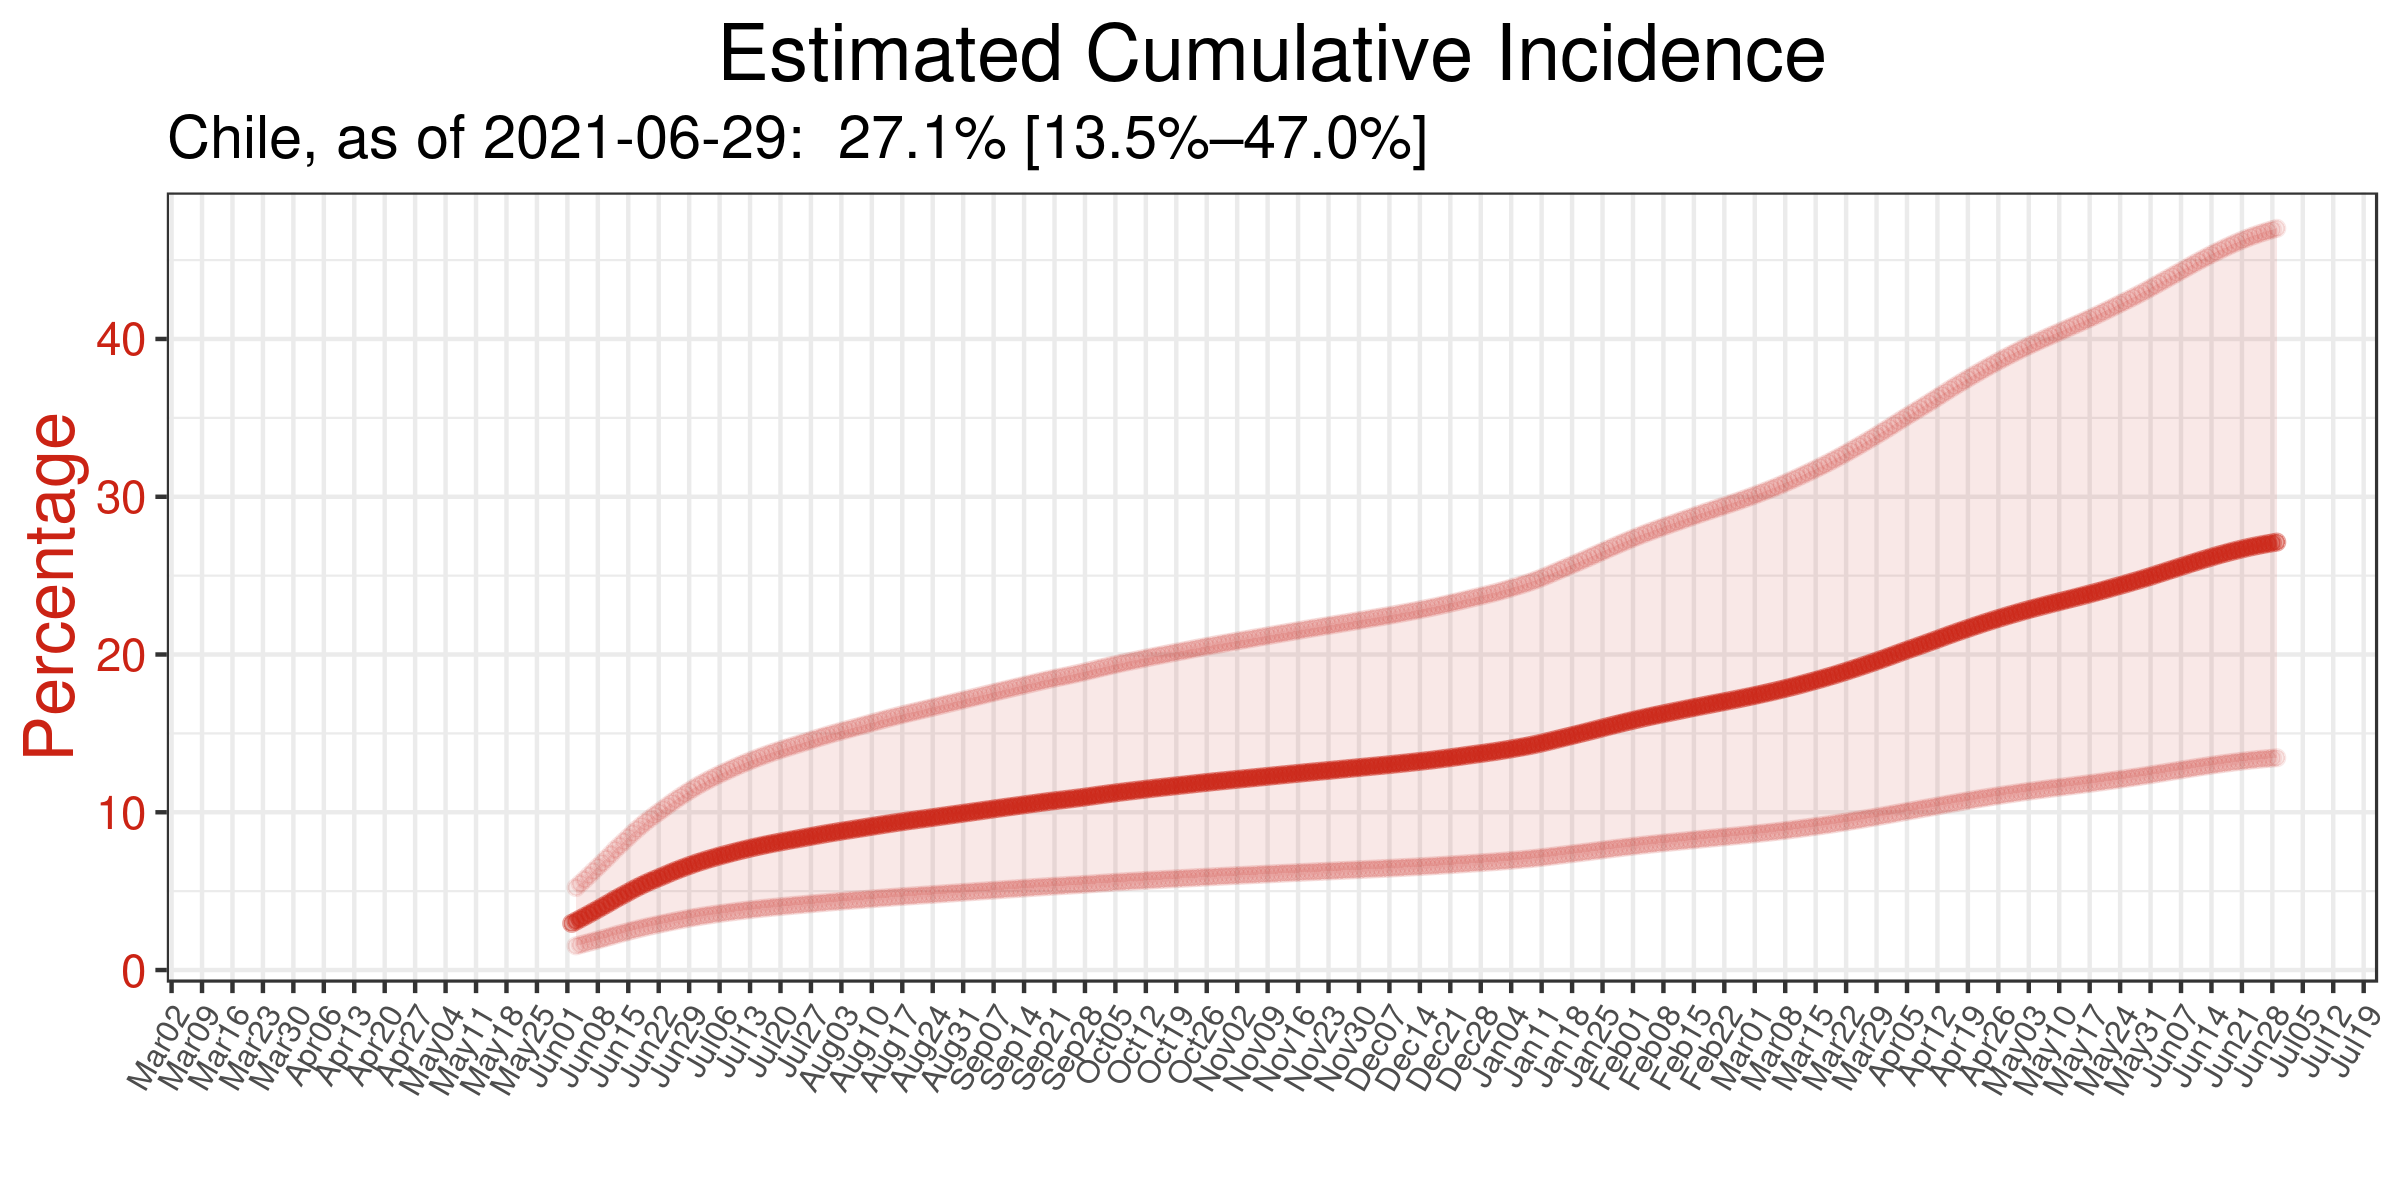 Estimated Cumulative Incidence
Chile, as of 2021-06-29:  27.1% [13.5%–47.0%]
Percentage
40
30
20
10
0
Mar02
Mar09
Mar16
Mar23
Mar30
Apr06
Apr13
Apr20
Apr27
May04
May11
May18
May25
Jun01
Jun08
Jun15
Jun22
Jun29
Jul06
Jul13
Jul20
Jul27
Aug03
Aug10
Aug17
Aug24
Aug31
Sep07
Sep14
Sep21
Sep28
Oct05
Oct12
Oct19
Oct26
Nov02
Nov09
Nov16
Nov23
Nov30
Dec07
Dec14
Dec21
Dec28
Jan04
Jan11
Jan18
Jan25
Feb01
Feb08
Feb15
Feb22
Mar01
Mar08
Mar15
Mar22
Mar29
Apr05
Apr12
Apr19
Apr26
May03
May10
May17
May24
May31
Jun07
Jun14
Jun21
Jun28
Jul05
Jul12
Jul19